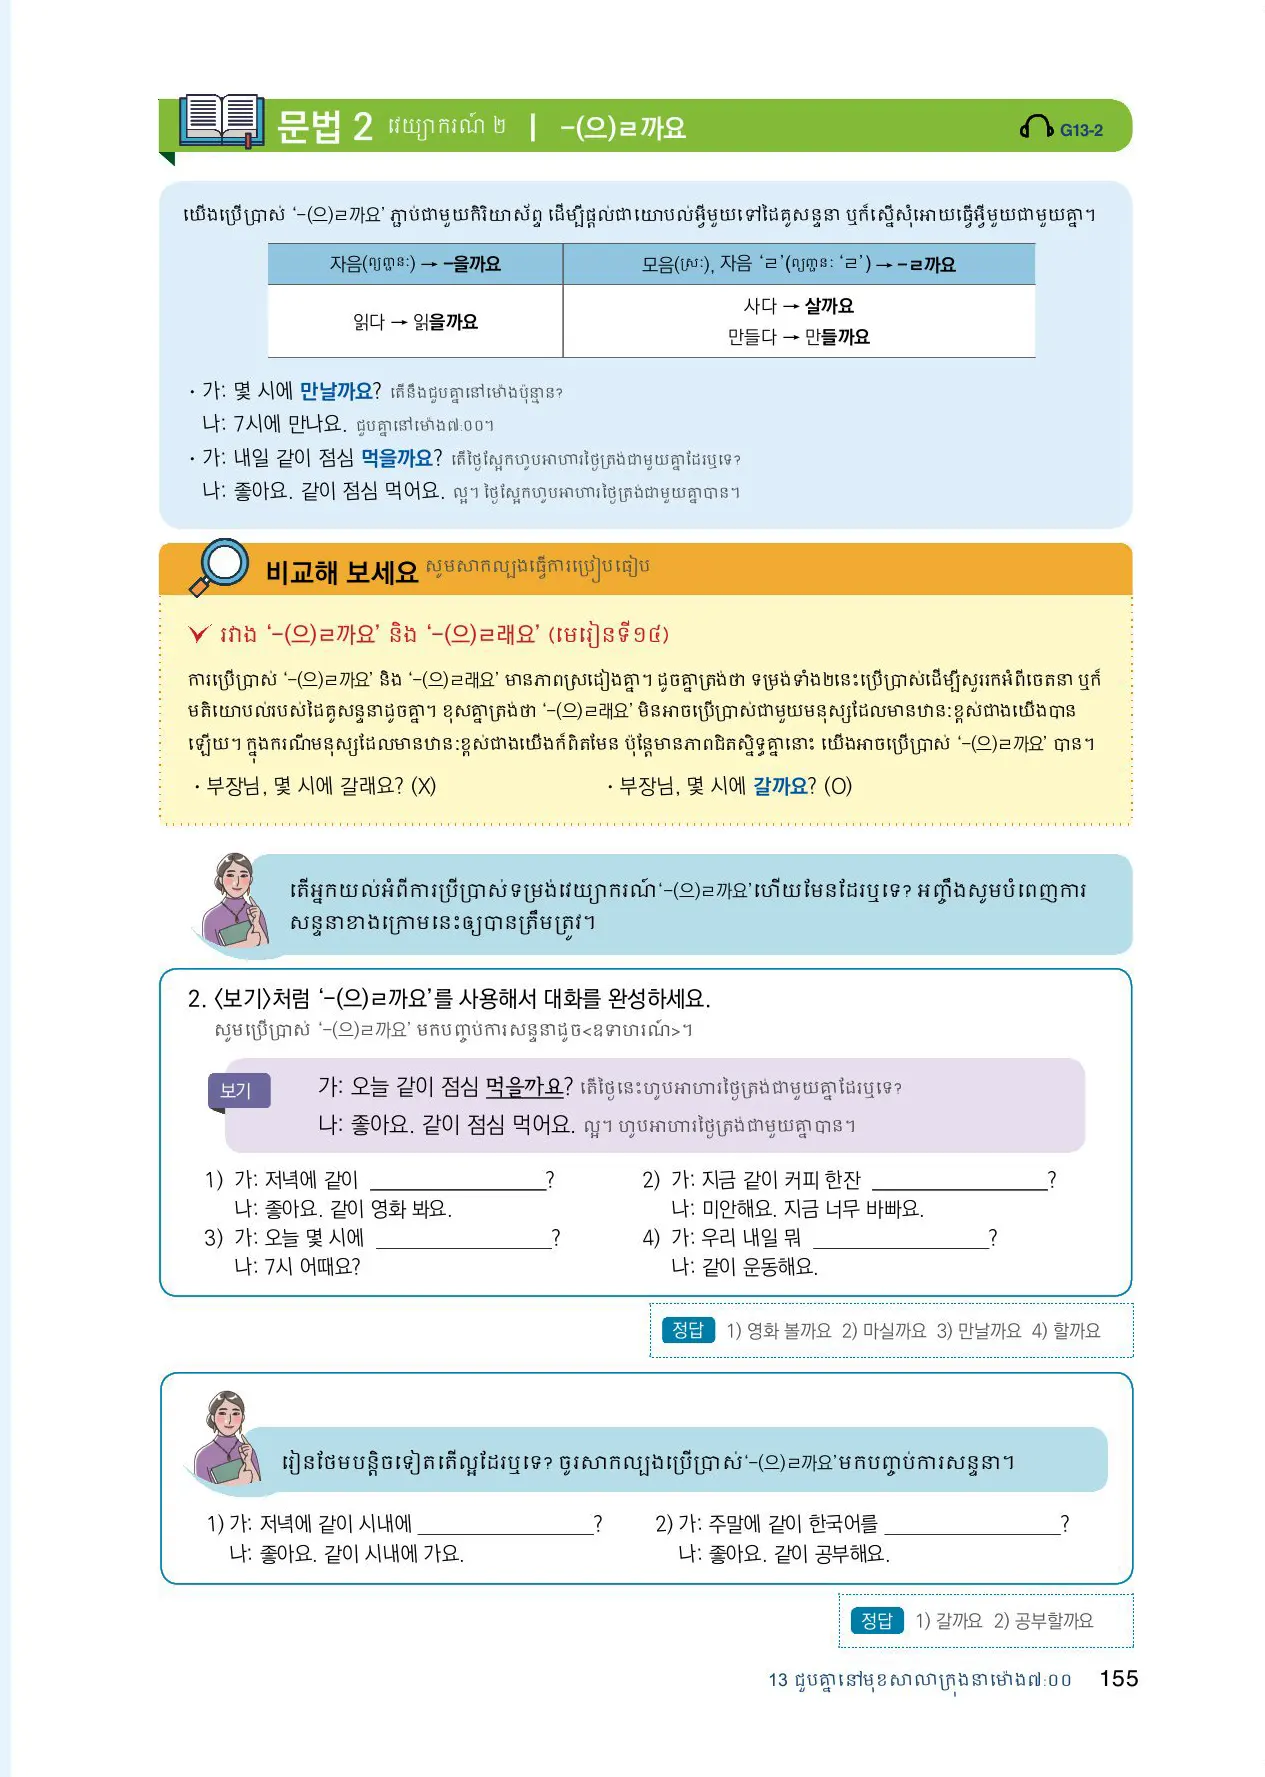 문법 2 វេយ្យាករណ៍ ២ | -(으)ㄹ까요 G13-2
យើងប្រើប្រាស់ ‘-(으)ㄹ까요’ ភ្ជាប់ជាមួយកិរិយាស័ព្ទ ដើម្បីផ្ដល់ជាយោបល់អ្វីមួយទៅដៃគូសន្ទនា ឬក៏ស្នើសុំអោយធ្វើអ្វីមួយជាមួយគ្នា។
자음(ព្យញ្ជនៈ) → -을까요
모음(ស្រៈ), 자음 ‘ㄹ’(ព្យញ្ជនៈ ‘ㄹ’) → -ㄹ까요
읽다 → 읽을까요
사다 → 살까요
만들다 → 만들까요
· 가: 몇 시에 만날까요? តើនឹងជួបគ្នានៅម៉ោងប៉ុន្មាន?
나: 7시에 만나요. ជួបគ្នានៅម៉ោង៧:០០។
· 가: 내일 같이 점심 먹을까요? តើថ្ងៃស្អែកហូបអាហារថ្ងៃត្រង់ជាមួយគ្នាដែរឬទេ?
나: 좋아요. 같이 점심 먹어요. ល្អ។ ថ្ងៃស្អែកហូបអាហារថ្ងៃត្រង់ជាមួយគ្នាបាន។
비교해 보세요 សូមសាកល្បងធ្វើការប្រៀបធៀប
រវាង ‘-(으)ㄹ까요’ និង ‘-(으)ㄹ래요’ (មេរៀនទី១៤)
ការប្រើប្រាស់ ‘-(으)ㄹ까요’ និង ‘-(으)ㄹ래요’ មានភាពស្រដៀងគ្នា។ ដូចគ្នាត្រង់ថា ទម្រង់ទាំង២នេះប្រើប្រាស់ដើម្បីសួររកអំពីចេតនា ឬក៏
មតិយោបល់របស់ដៃគូសន្ទនាដូចគ្នា។ ខុសគ្នាត្រង់ថា ‘-(으)ㄹ래요’ មិនអាចប្រើប្រាស់ជាមួយមនុស្សដែលមានឋានៈខ្ពស់ជាងយើងបាន
ឡើយ។ ក្នុងករណីមនុស្សដែលមានឋានៈខ្ពស់ជាងយើងក៏ពិតមែន ប៉ុន្តែមានភាពជិតស្និទ្ធគ្នានោះ យើងអាចប្រើប្រាស់ ‘-(으)ㄹ까요’ បាន។
· 부장님, 몇 시에 갈래요? (X) · 부장님, 몇 시에 갈까요? (O)
តើអ្នកយល់អំពីការប្រើប្រាស់ទម្រង់វេយ្យាករណ៍‘-(으)ㄹ까요’ហើយមែនដែរឬទេ? អញ្ចឹងសូមបំពេញការ
សន្ទនាខាងក្រោមនេះឲ្យបានត្រឹមត្រូវ។
2. 〈보기〉처럼 ‘-(으)ㄹ까요’를 사용해서 대화를 완성하세요.
សូមប្រើប្រាស់ ‘-(으)ㄹ까요’ មកបញ្ចប់ការសន្ទនាដូច<ឧទាហរណ៍>។
보기 가: 오늘 같이 점심 먹을까요? តើថ្ងៃនេះហូបអាហារថ្ងៃត្រង់ជាមួយគ្នាដែរឬទេ?
나: 좋아요. 같이 점심 먹어요. ល្អ។ ហូបអាហារថ្ងៃត្រង់ជាមួយគ្នាបាន។
1) 가: 저녁에 같이 ________________? 2) 가: 지금 같이 커피 한잔 ________________?
나: 좋아요. 같이 영화 봐요. 나: 미안해요. 지금 너무 바빠요.
3) 가: 오늘 몇 시에 ________________? 4) 가: 우리 내일 뭐 ________________?
나: 7시 어때요? 나: 같이 운동해요.
정답 1) 영화 볼까요 2) 마실까요 3) 만날까요 4) 할까요
រៀនថែមបន្តិចទៀតតើល្អដែរឬទេ? ចូរសាកល្បងប្រើប្រាស់‘-(으)ㄹ까요’មកបញ្ចប់ការសន្ទនា។
1) 가: 저녁에 같이 시내에 ________________? 2) 가: 주말에 같이 한국어를 ________________?
나: 좋아요. 같이 시내에 가요. 나: 좋아요. 같이 공부해요.
정답 1) 갈까요 2) 공부할까요
13 ជួបគ្នានៅមុខសាលាក្រុងនាម៉ោង៧:០០ 155